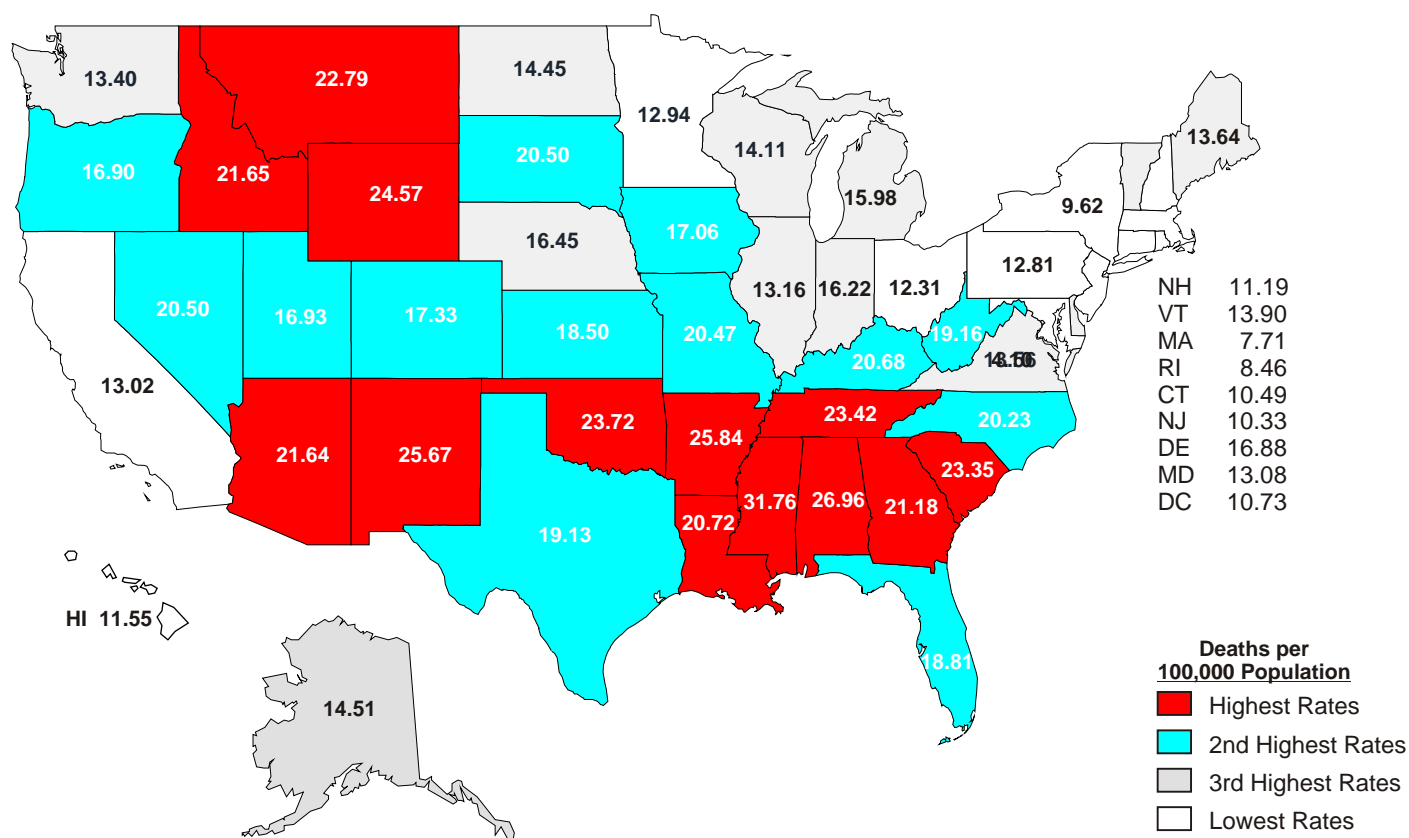 13.40
22.79
14.45
12.94
14.11
15.98
13.64
16.90
21.65
24.57
20.50
17.06
9.62
16.45
12.81
20.50
16.93
17.33
18.50
20.47
13.16
16.22
12.31
19.16
20.68
13.02
21.64
25.67
23.72
25.84
23.42
20.23
23.35
31.76
26.96
21.18
20.72
19.13
18.81
HI 11.55
14.51
NH 11.19
VT 13.90
MA 7.71
RI 8.46
CT 10.49
NJ 10.33
DE 16.88
MD 13.08
DC 10.73
Deaths per
100,000 Population
Highest Rates
2nd Highest Rates
3rd Highest Rates
Lowest Rates